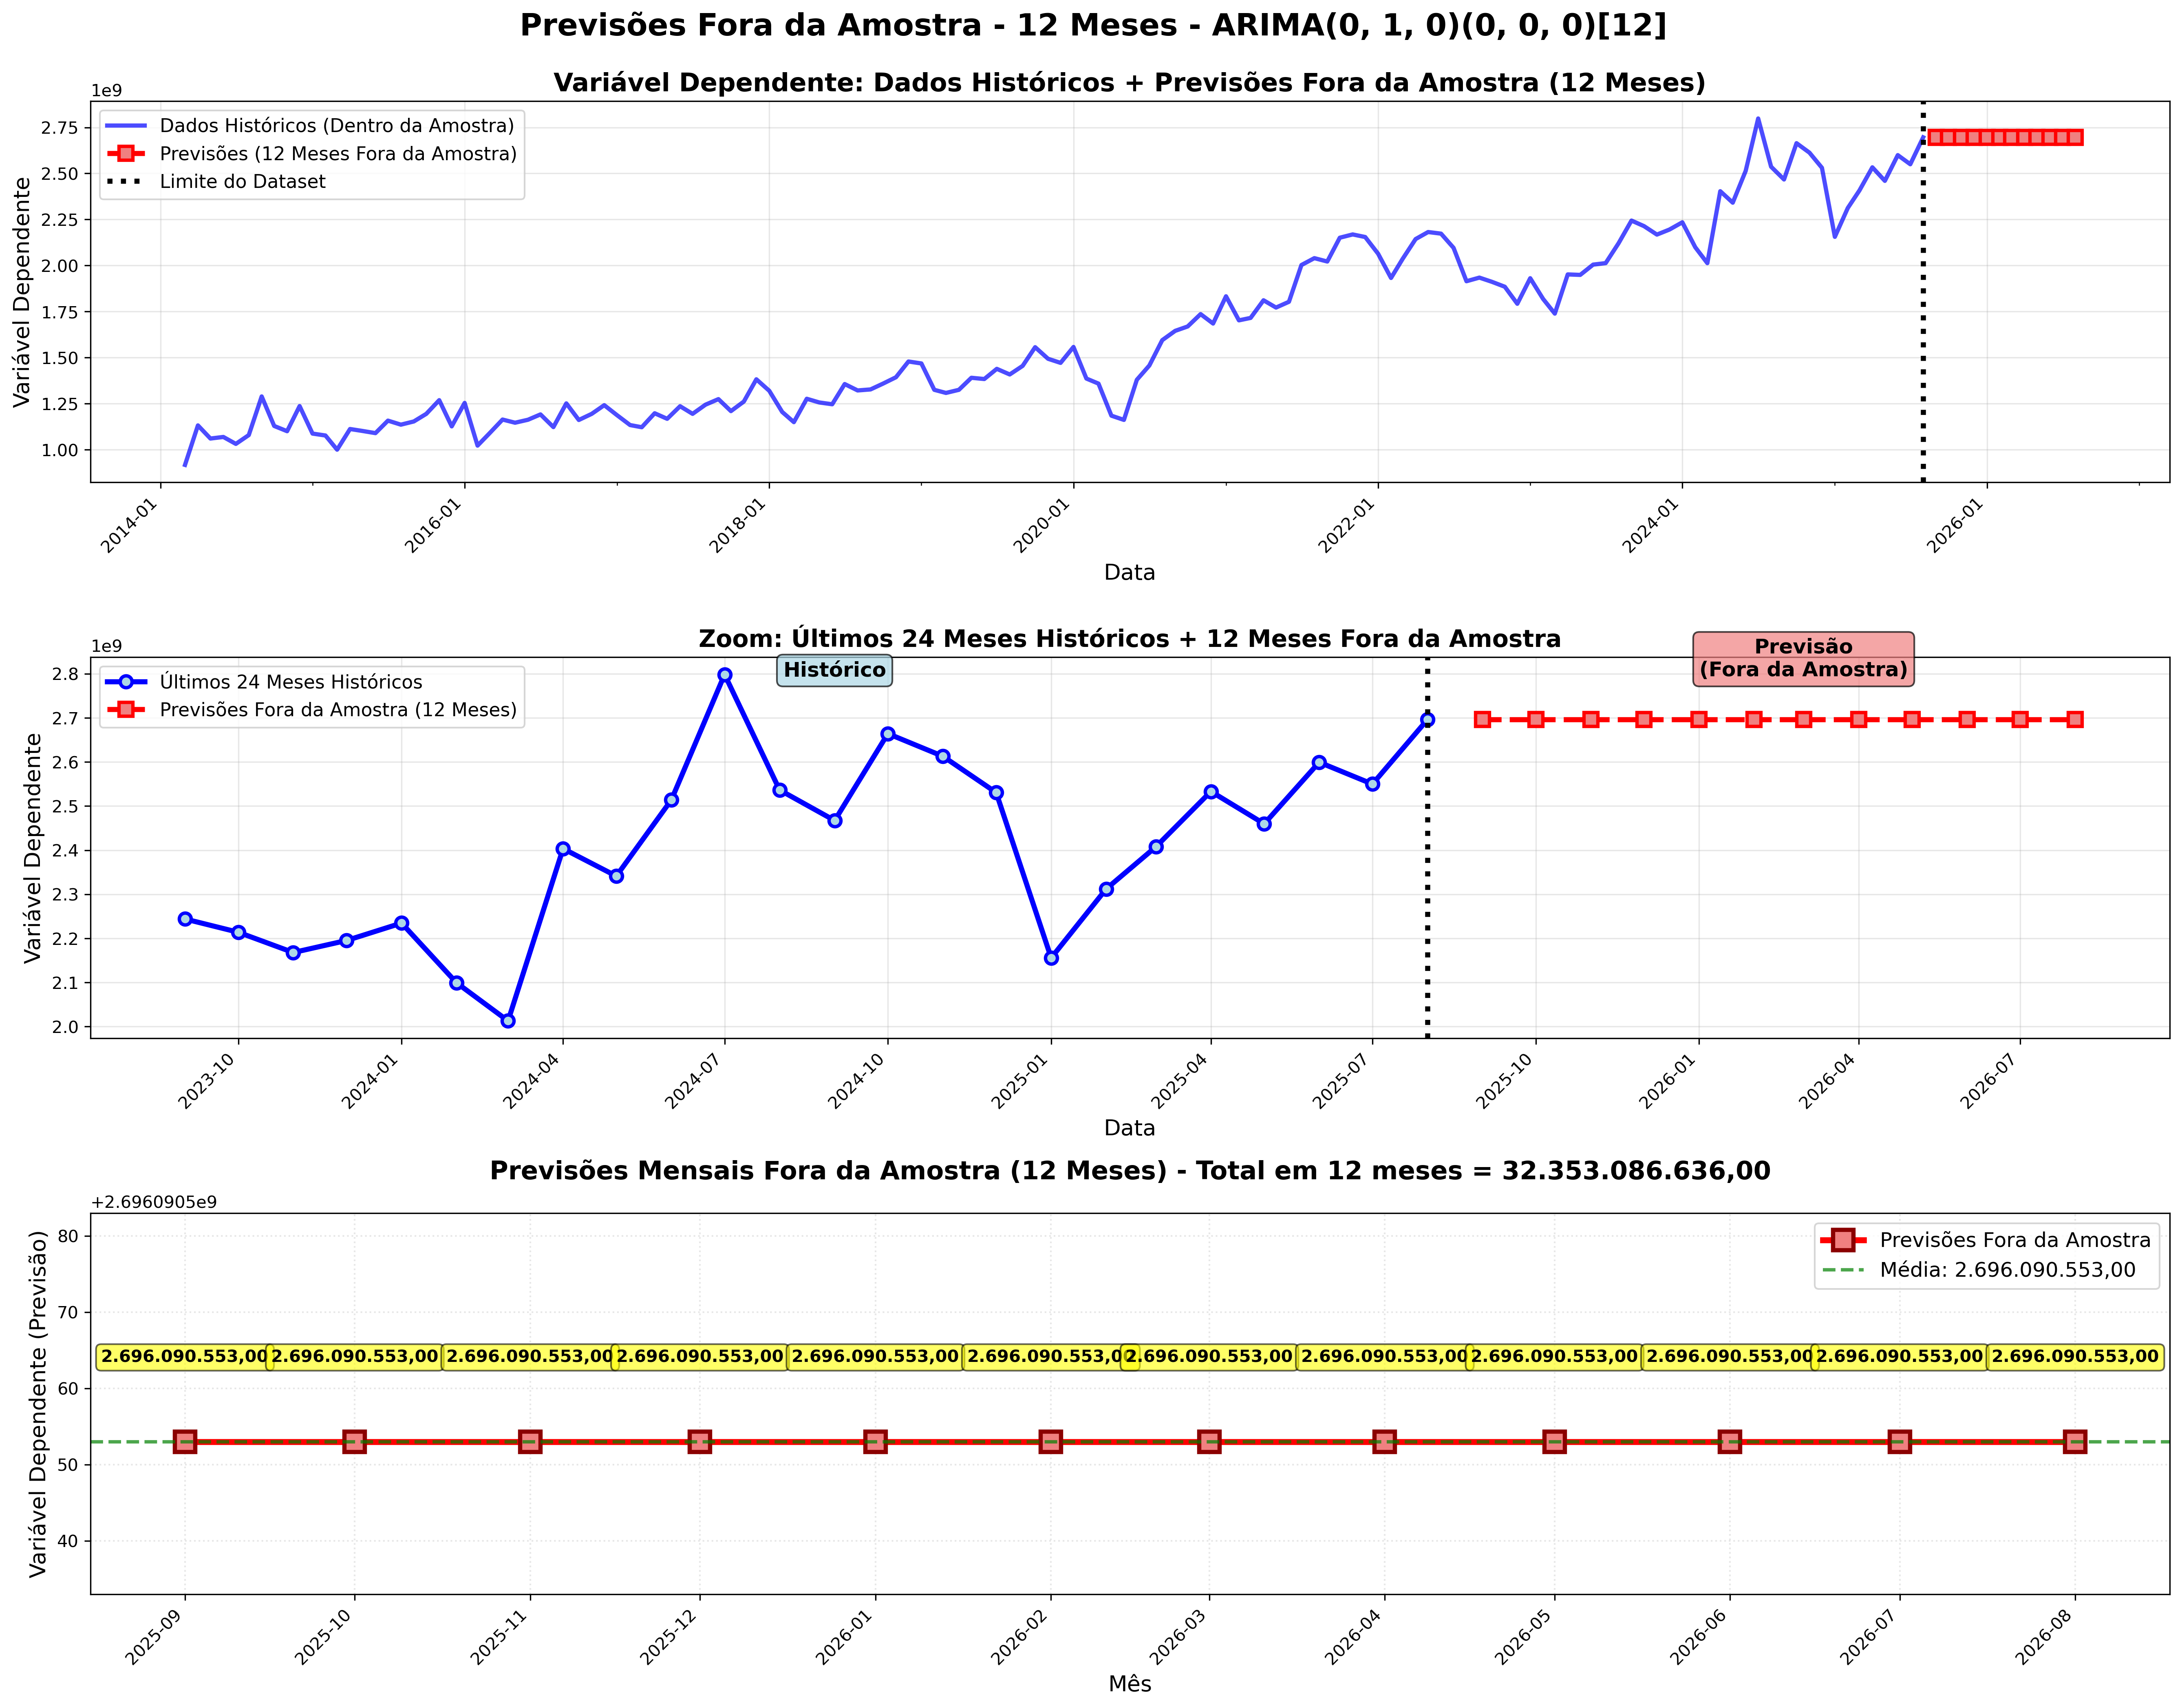 Previsões Fora da Amostra - 12 Meses - ARIMA(0, 1, 0)(0, 0, 0)[12]
Variável Dependente: Dados Históricos + Previsões Fora da Amostra (12 Meses)
1e9
Dados Históricos (Dentro da Amostra)
Previsões (12 Meses Fora da Amostra)
Limite do Dataset
Variável Dependente
2.75
2.50
2.25
2.00
1.75
1.50
1.25
1.00
2014-01
2016-01
2018-01
2020-01
2022-01
2024-01
2026-01
Data
Zoom: Últimos 24 Meses Históricos + 12 Meses Fora da Amostra
1e9
Últimos 24 Meses Históricos
Previsões Fora da Amostra (12 Meses)
Histórico
Previsão
(Fora da Amostra)
Variável Dependente
2.8
2.7
2.6
2.5
2.4
2.3
2.2
2.1
2.0
2023-10
2024-01
2024-04
2024-07
2024-10
2025-01
2025-04
2025-07
2025-10
2026-01
2026-04
2026-07
Data
Previsões Mensais Fora da Amostra (12 Meses) - Total em 12 meses = 32.353.086.636,00
+2.6960905e9
Previsões Fora da Amostra
Média: 2.696.090.553,00
Variável Dependente (Previsão)
80
70
60
50
40
2.696.090.553,00
2.696.090.553,00
2.696.090.553,00
2.696.090.553,00
2.696.090.553,00
2.696.090.553,00
2.696.090.553,00
2.696.090.553,00
2.696.090.553,00
2.696.090.553,00
2.696.090.553,00
2.696.090.553,00
2025-09
2025-10
2025-11
2025-12
2026-01
2026-02
2026-03
2026-04
2026-05
2026-06
2026-07
2026-08
Mês